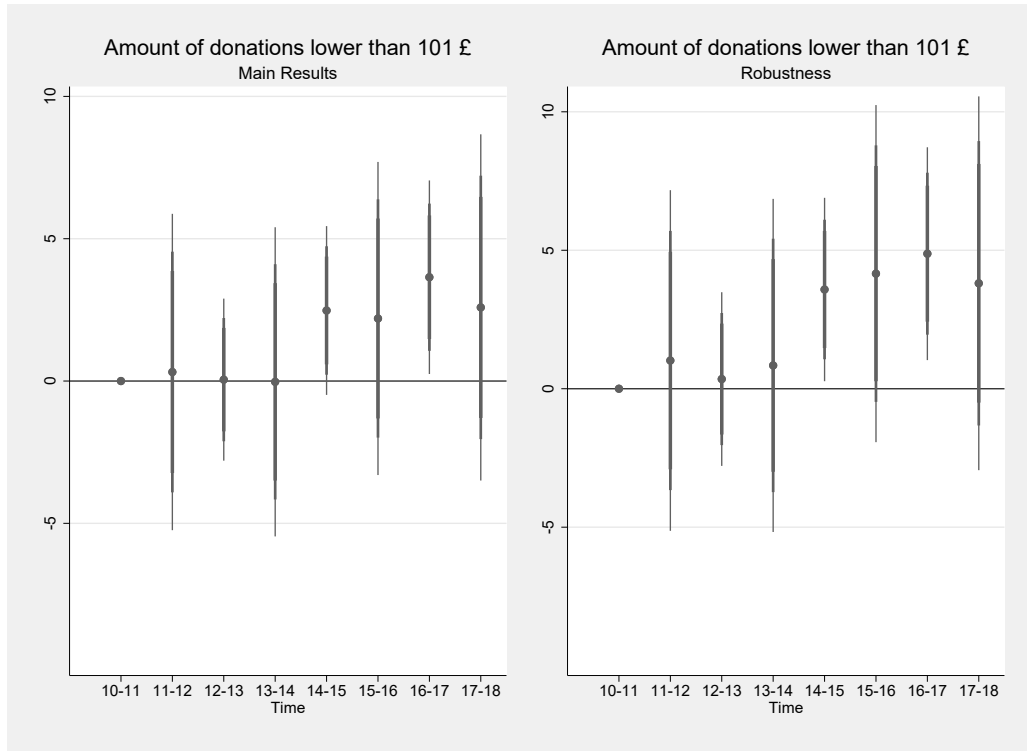 Amount of donations lower than 101 £
Main Results
10
5
0
-5
10-11 11-12 12-13 13-14 14-15 15-16 16-17 17-18
Time
Amount of donations lower than 101 £
Robustness
10
5
0
-5
10-11 11-12 12-13 13-14 14-15 15-16 16-17 17-18
Time